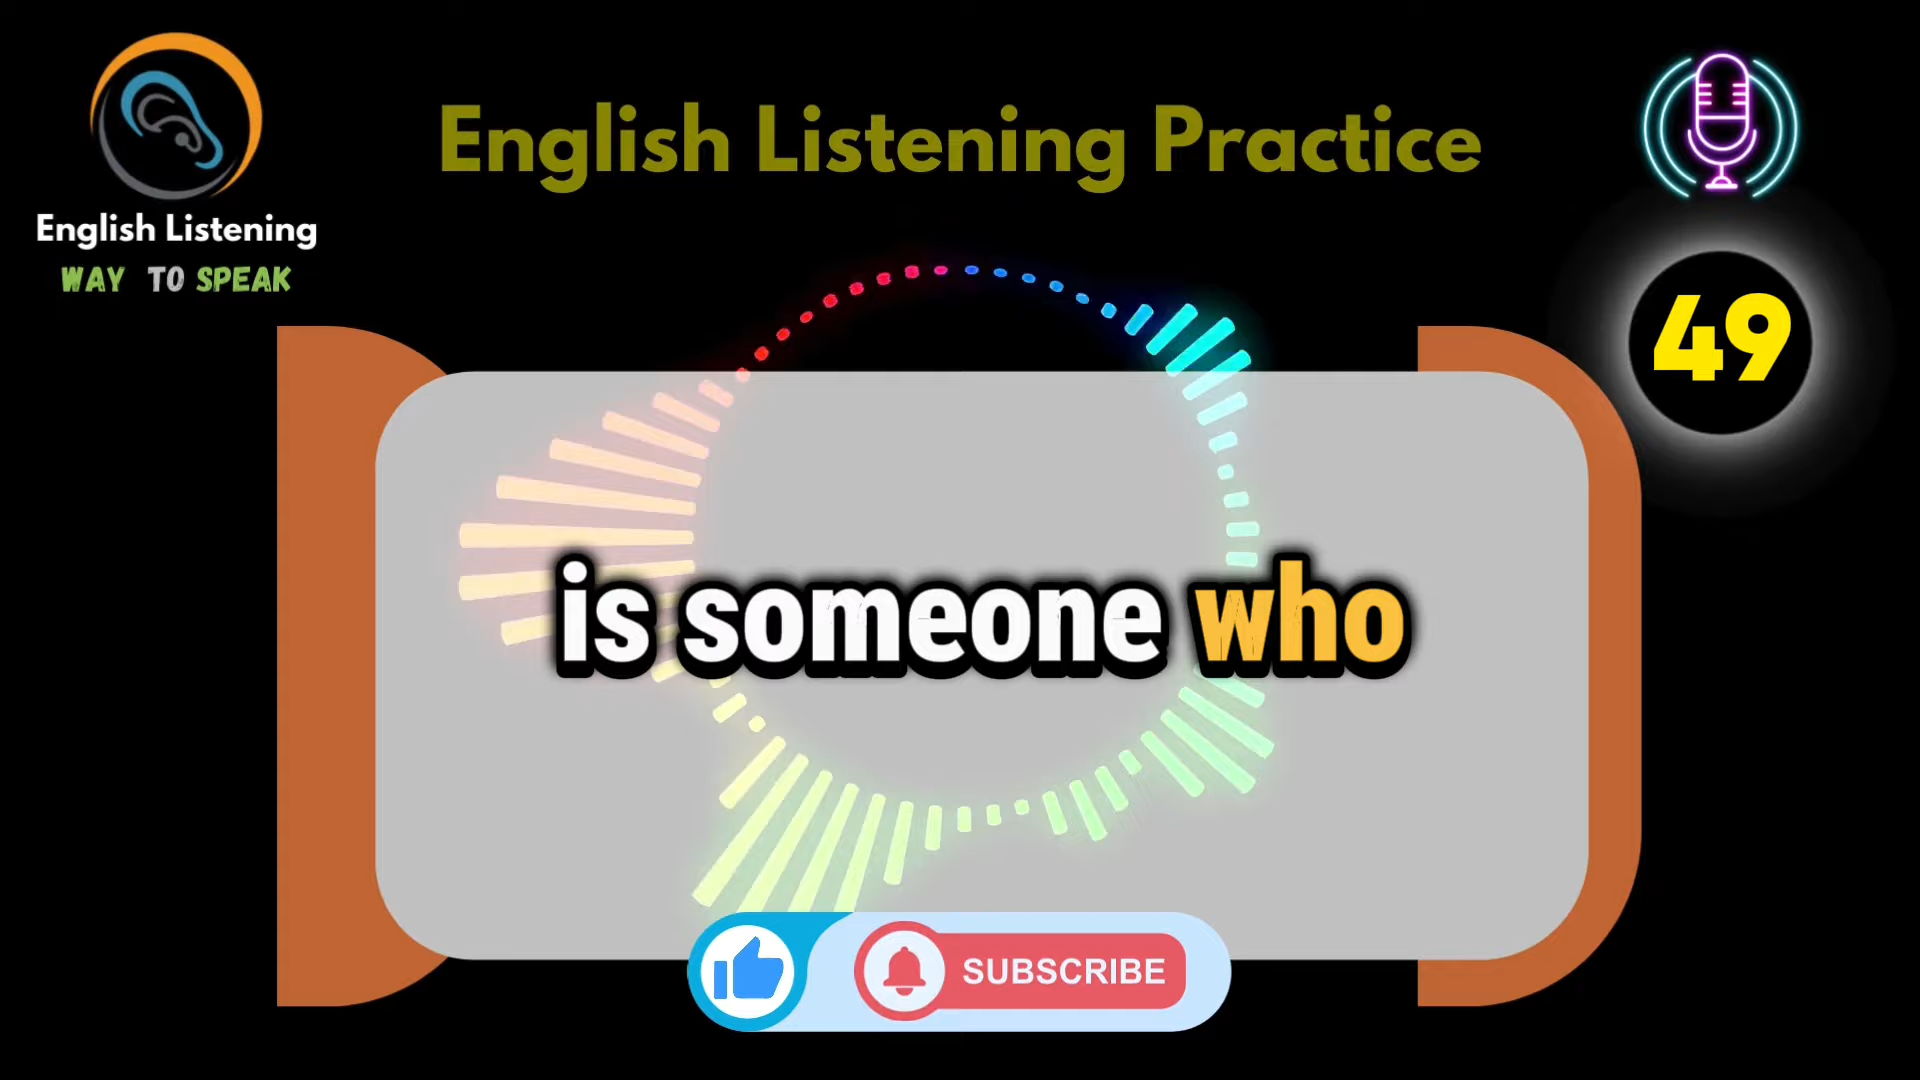 English Listening Practice
English Listening
WAY TO SPEAK
49
is someone who
SUBSCRIBE